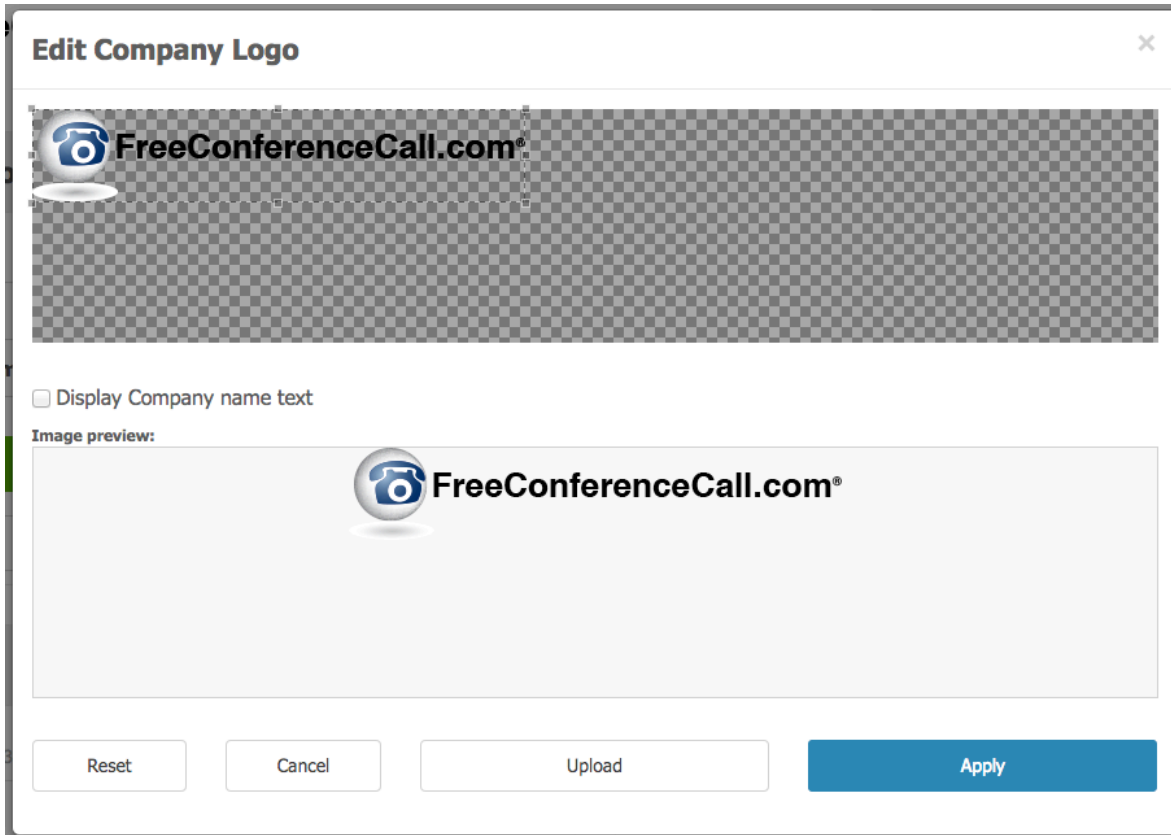 Edit Company Logo ×
FreeConferenceCall.com®
Display Company name text
Image preview:
FreeConferenceCall.com®
Reset Cancel Upload Apply